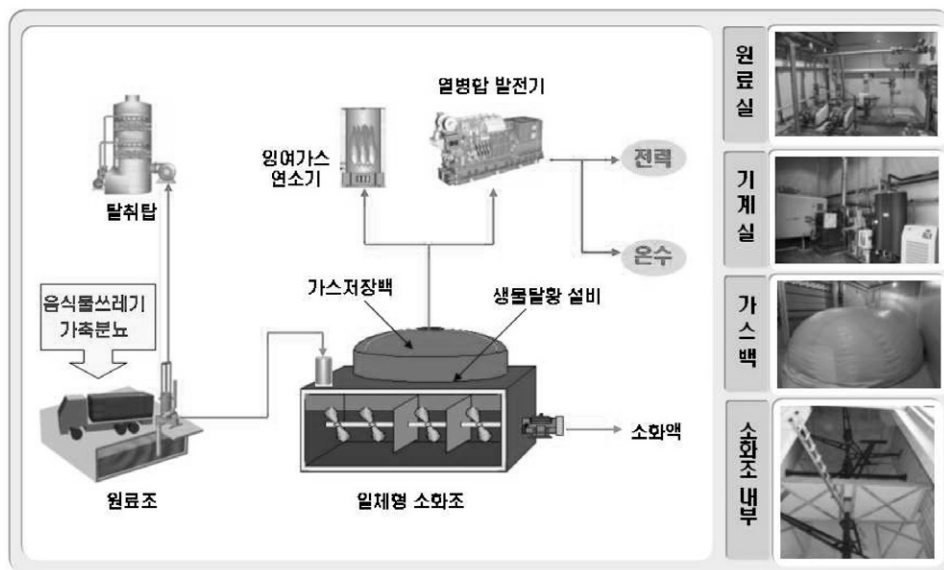 열병합 발전기
잉여가스
연소기
전력
온수
탈취탑
음식물쓰레기
가축분뇨
가스저장백
생물탈황 설비
소화액
원료조
일체형 소화조
원료실
기계실
가스백
소화조 내부